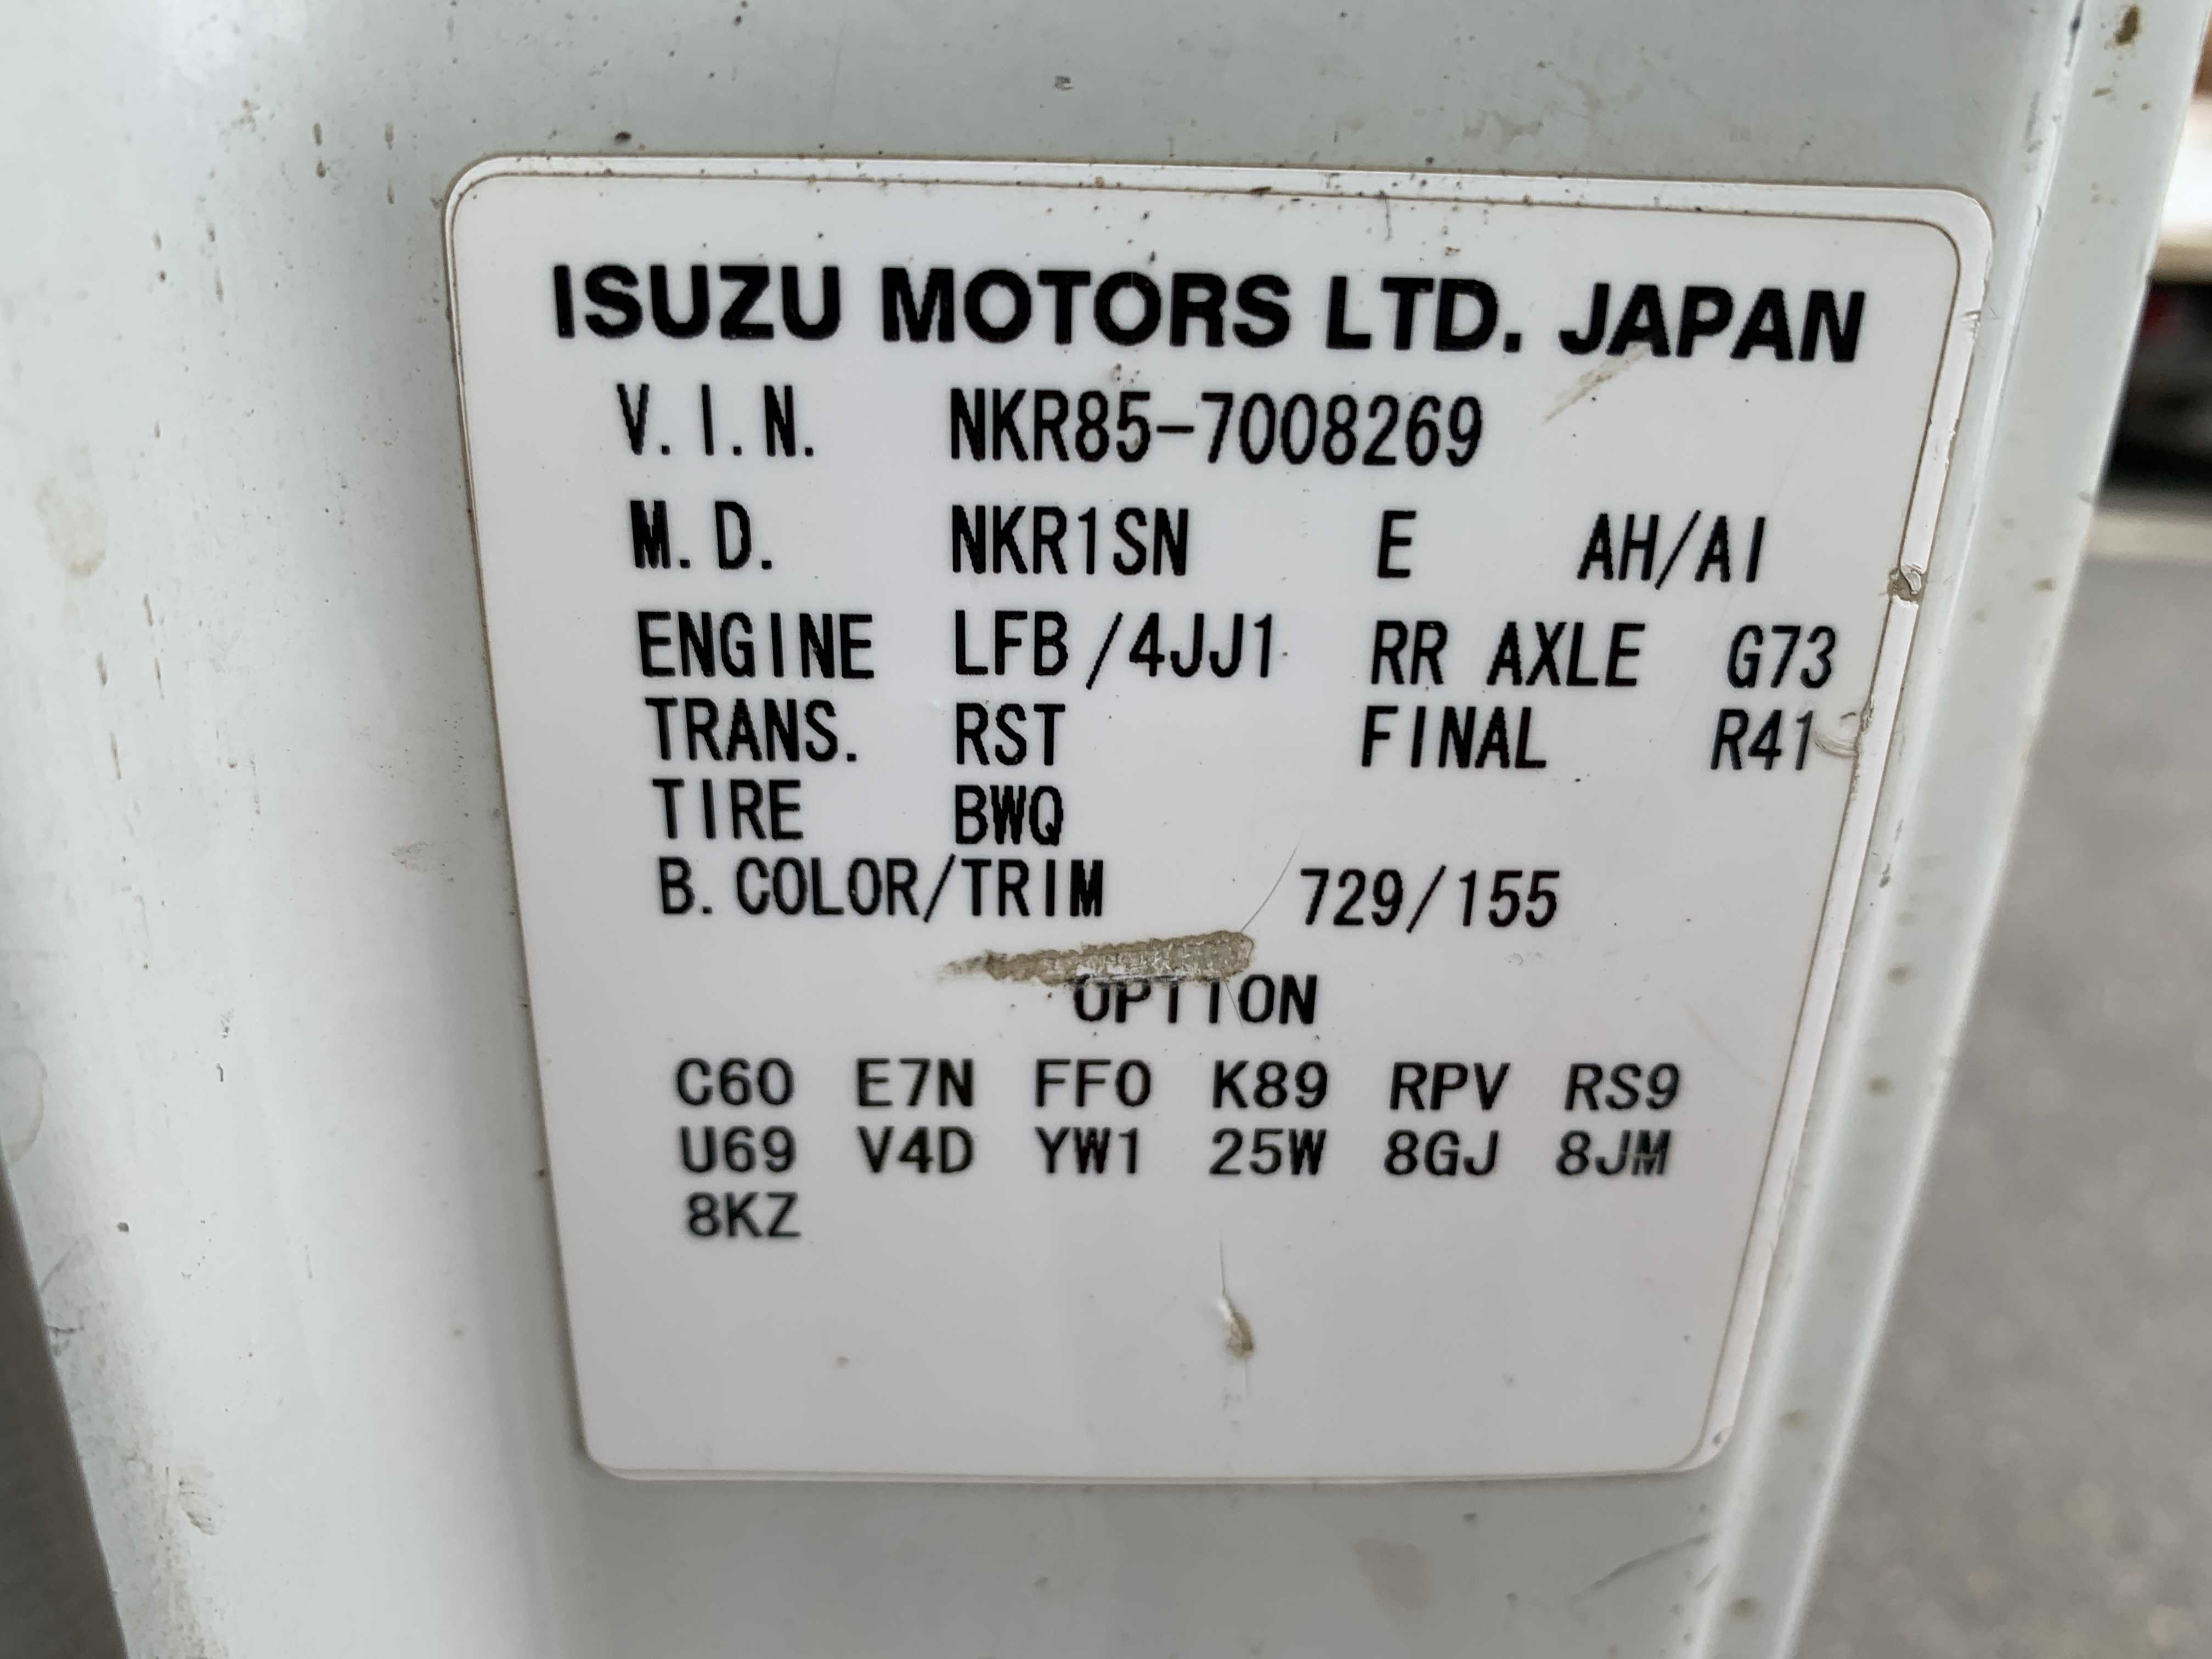 ISUZU MOTORS LTD. JAPAN
V.I.N. NKR85-7008269
M.D. NKR1SN E AH/AI
ENGINE LFB/4JJ1 RR AXLE G73
TRANS. RST FINAL R41
TIRE BWQ
B.COLOR/TRIM 729/155
OPTION
C60 E7N FF0 K89 RPV RS9
U69 V4D YW1 25W 8GJ 8JM
8KZ